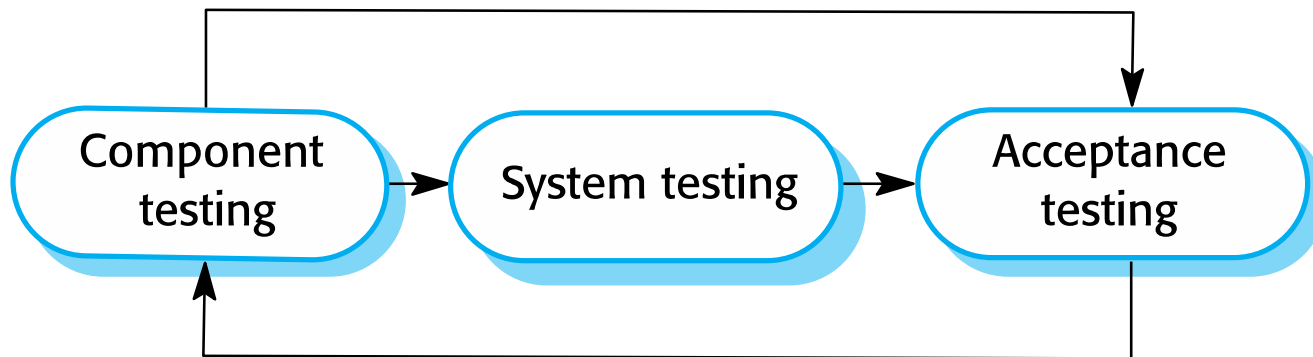 Component
testing
System testing
Acceptance
testing